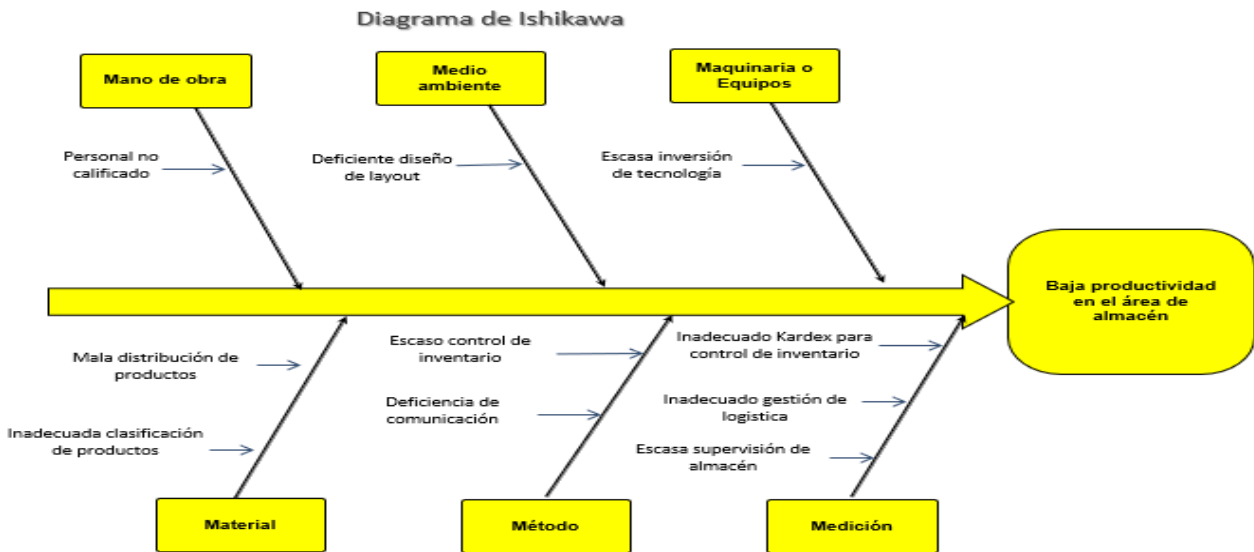 Diagrama de Ishikawa
Mano de obra
Medio
ambiente
Maquinaria o
Equipos
Personal no
calificado
Deficiente diseño
de layout
Escasa inversión
de tecnología
Baja productividad
en el área de
almacén
Mala distribución de
productos
Inadecuada clasificación
de productos
Escaso control de
inventario
Deficiencia de
comunicación
Inadecuado Kardex para
control de inventario
Inadecuado gestión de
logistica
Escasa supervisión de
almacén
Material
Método
Medición